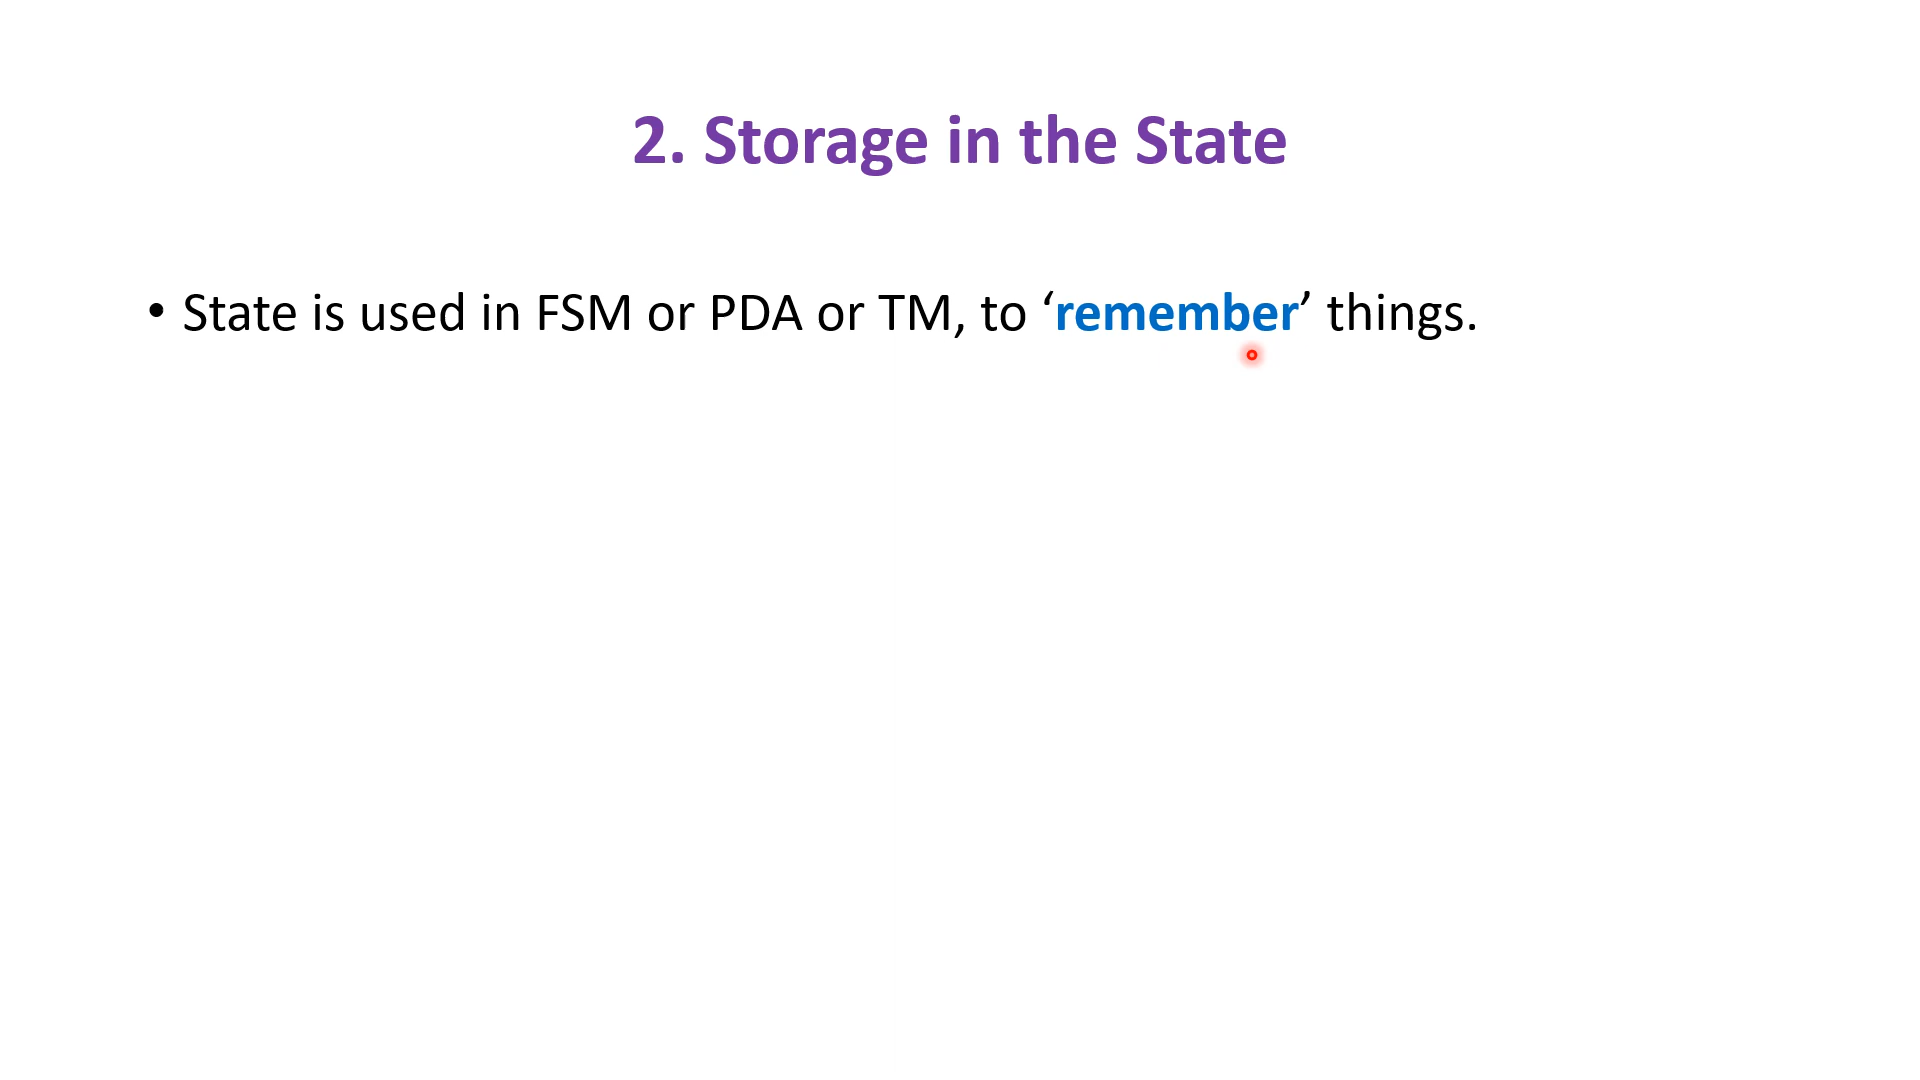 2. Storage in the State
• State is used in FSM or PDA or TM, to ‘remember’ things.